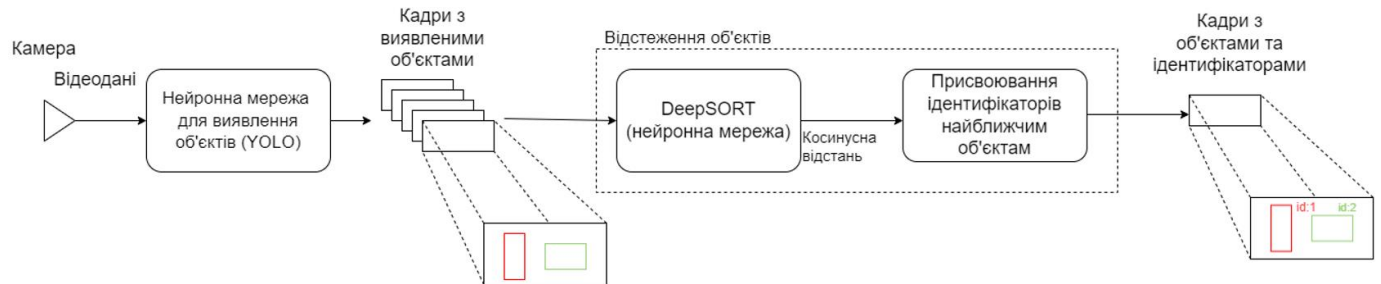 Камера
Відеодані
Нейронна мережа
для виявлення
об'єктів (YOLO)
Кадри з
виявленими
об'єктами
Відстеження об'єктів
DeepSORT
(нейронна мережа)
Косинусна
відстань
Присвоювання
ідентифікаторів
найближчим
об'єктам
Кадри з
об'єктами та
ідентифікаторами
id:1
id:2